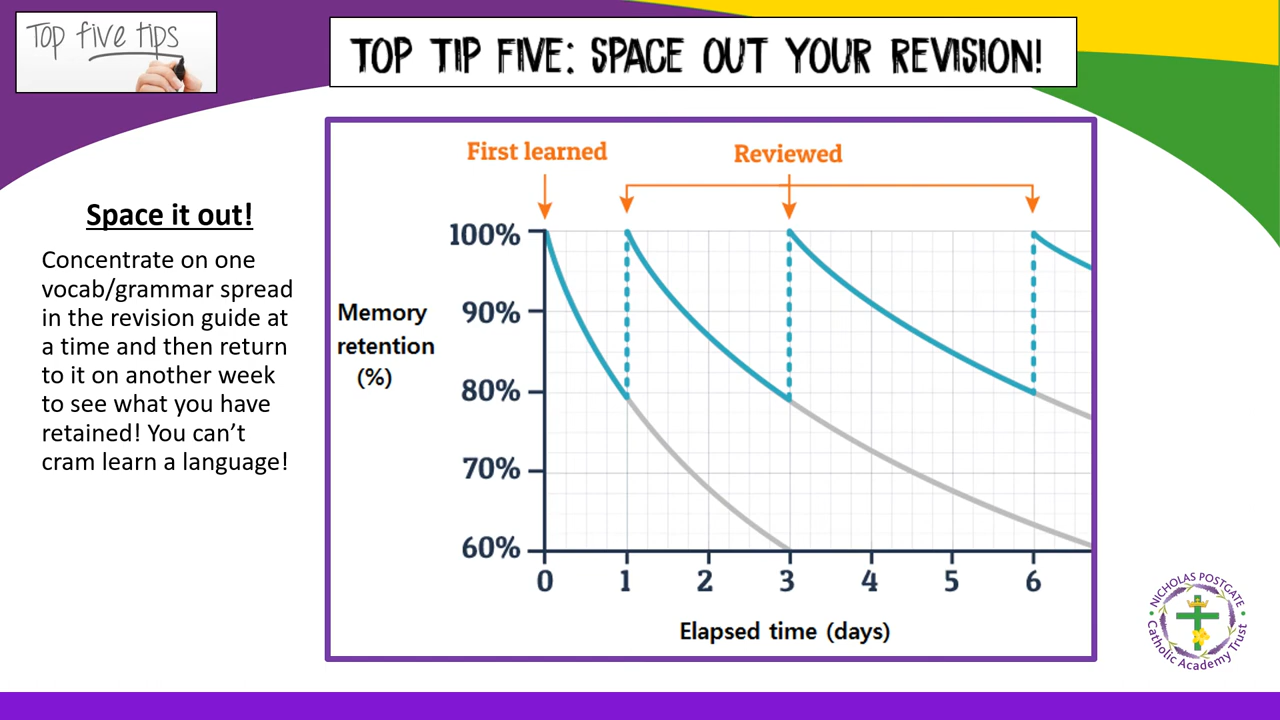 Top five tips
TOP TIP FIVE: SPACE OUT YOUR REVISION!
Space it out!
Concentrate on one
vocab/grammar spread
in the revision guide at
a time and then return
to it on another week
to see what you have
retained! You can’t
cram learn a language!
First learned
Reviewed
Memory
retention
(%)
100%
90%
80%
70%
60%
0 1 2 3 4 5 6
Elapsed time (days)
NICHOLAS POSTGATE
Catholic Academy Trust